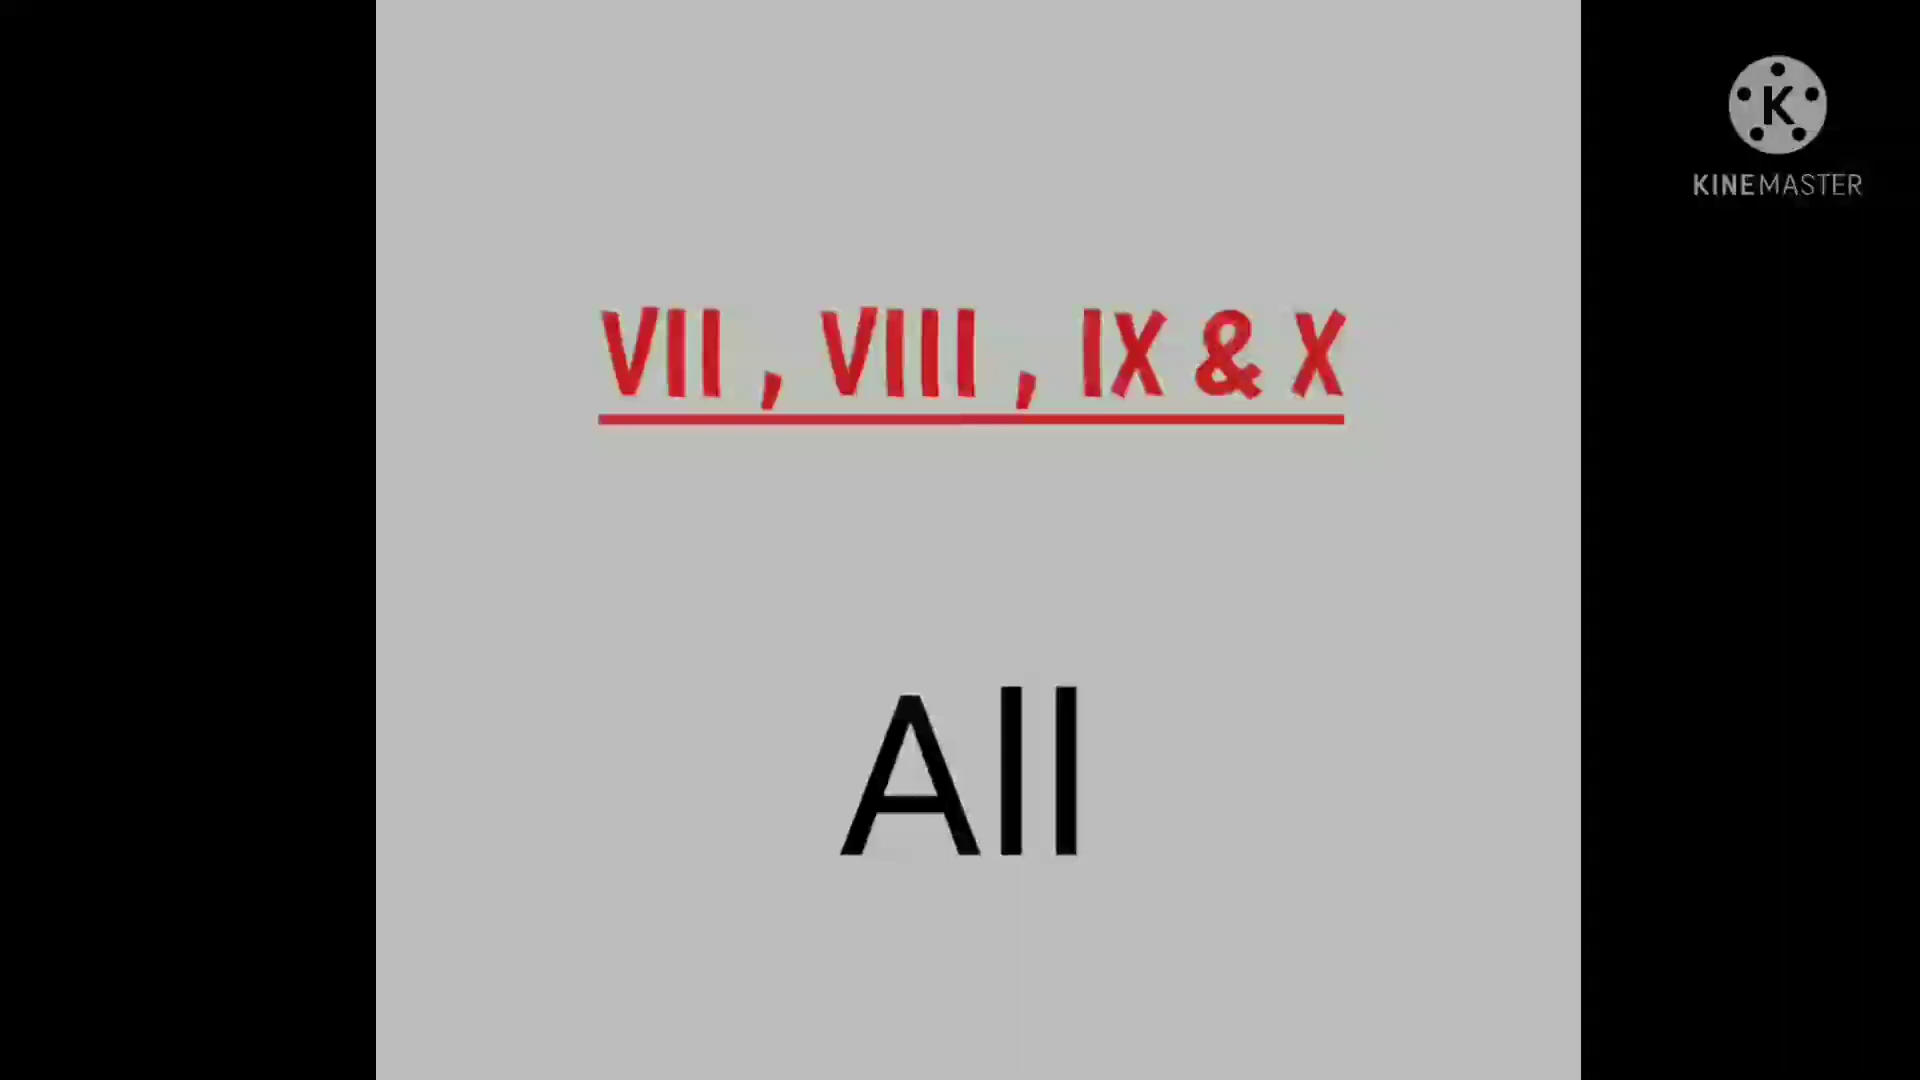 K
KINEMASTER
VII , VIII , IX & X
All